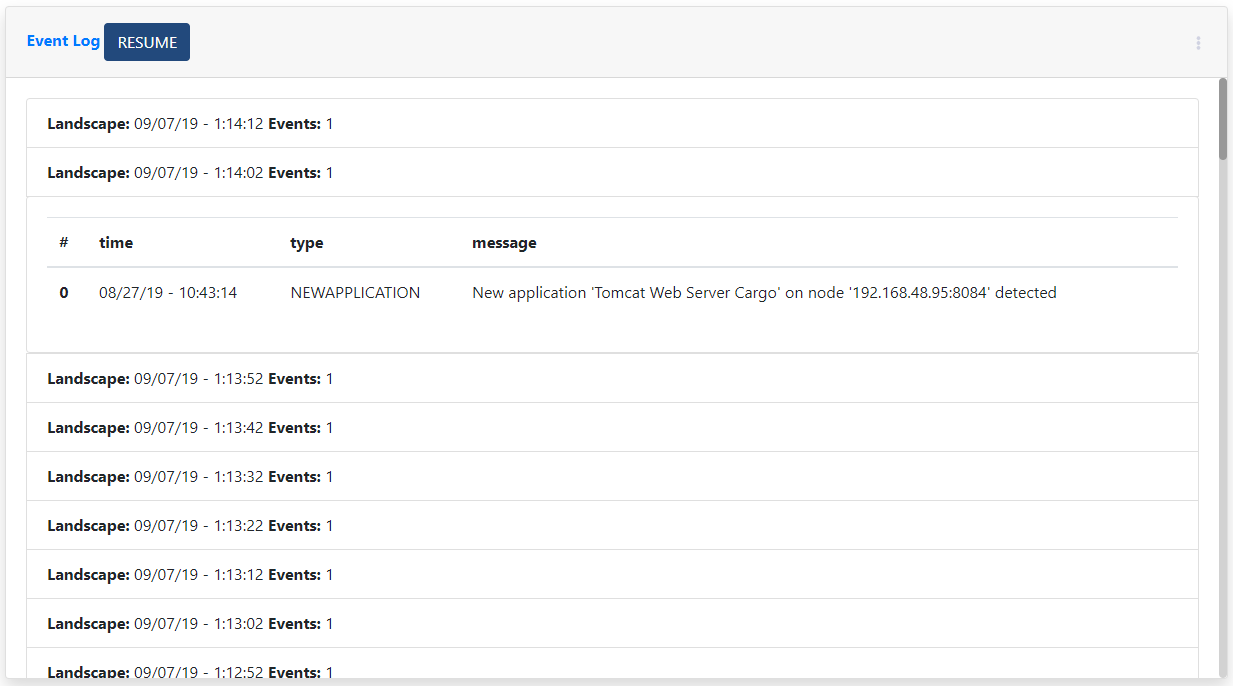 Event Log RESUME
Landscape: 09/07/19 - 1:14:12 Events: 1
Landscape: 09/07/19 - 1:14:02 Events: 1
# time type message
0 08/27/19 - 10:43:14 NEWAPPLICATION New application 'Tomcat Web Server Cargo' on node '192.168.48.95:8084' detected
Landscape: 09/07/19 - 1:13:52 Events: 1
Landscape: 09/07/19 - 1:13:42 Events: 1
Landscape: 09/07/19 - 1:13:32 Events: 1
Landscape: 09/07/19 - 1:13:22 Events: 1
Landscape: 09/07/19 - 1:13:12 Events: 1
Landscape: 09/07/19 - 1:13:02 Events: 1
Landscape: 09/07/19 - 1:12:52 Events: 1